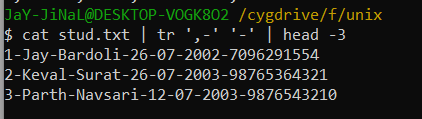 JaY-JiNaL@DESKTOP-VOGK8O2 /cygdrive/f/unix
$ cat stud.txt | tr ',-' '-' | head -3
1-Jay-Bardoli-26-07-2002-7096291554
2-Keval-Surat-26-07-2003-98765364321
3-Parth-Navsari-12-07-2003-9876543210